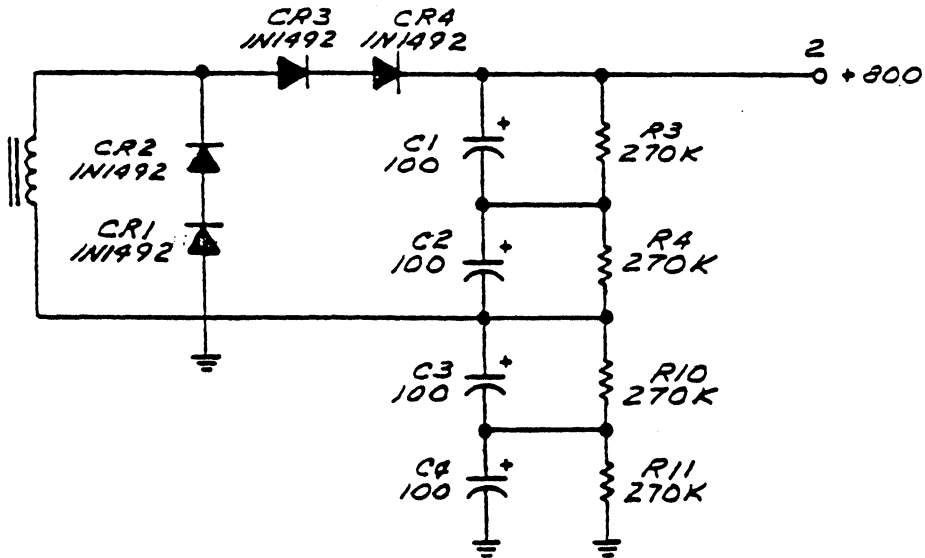 CR3
1N1492
CR4
1N1492
2
+800
CR2
1N1492
CR1
1N1492
C1
100
+
R3
270K
C2
100
+
R4
270K
C3
100
+
R10
270K
C4
100
+
R11
270K